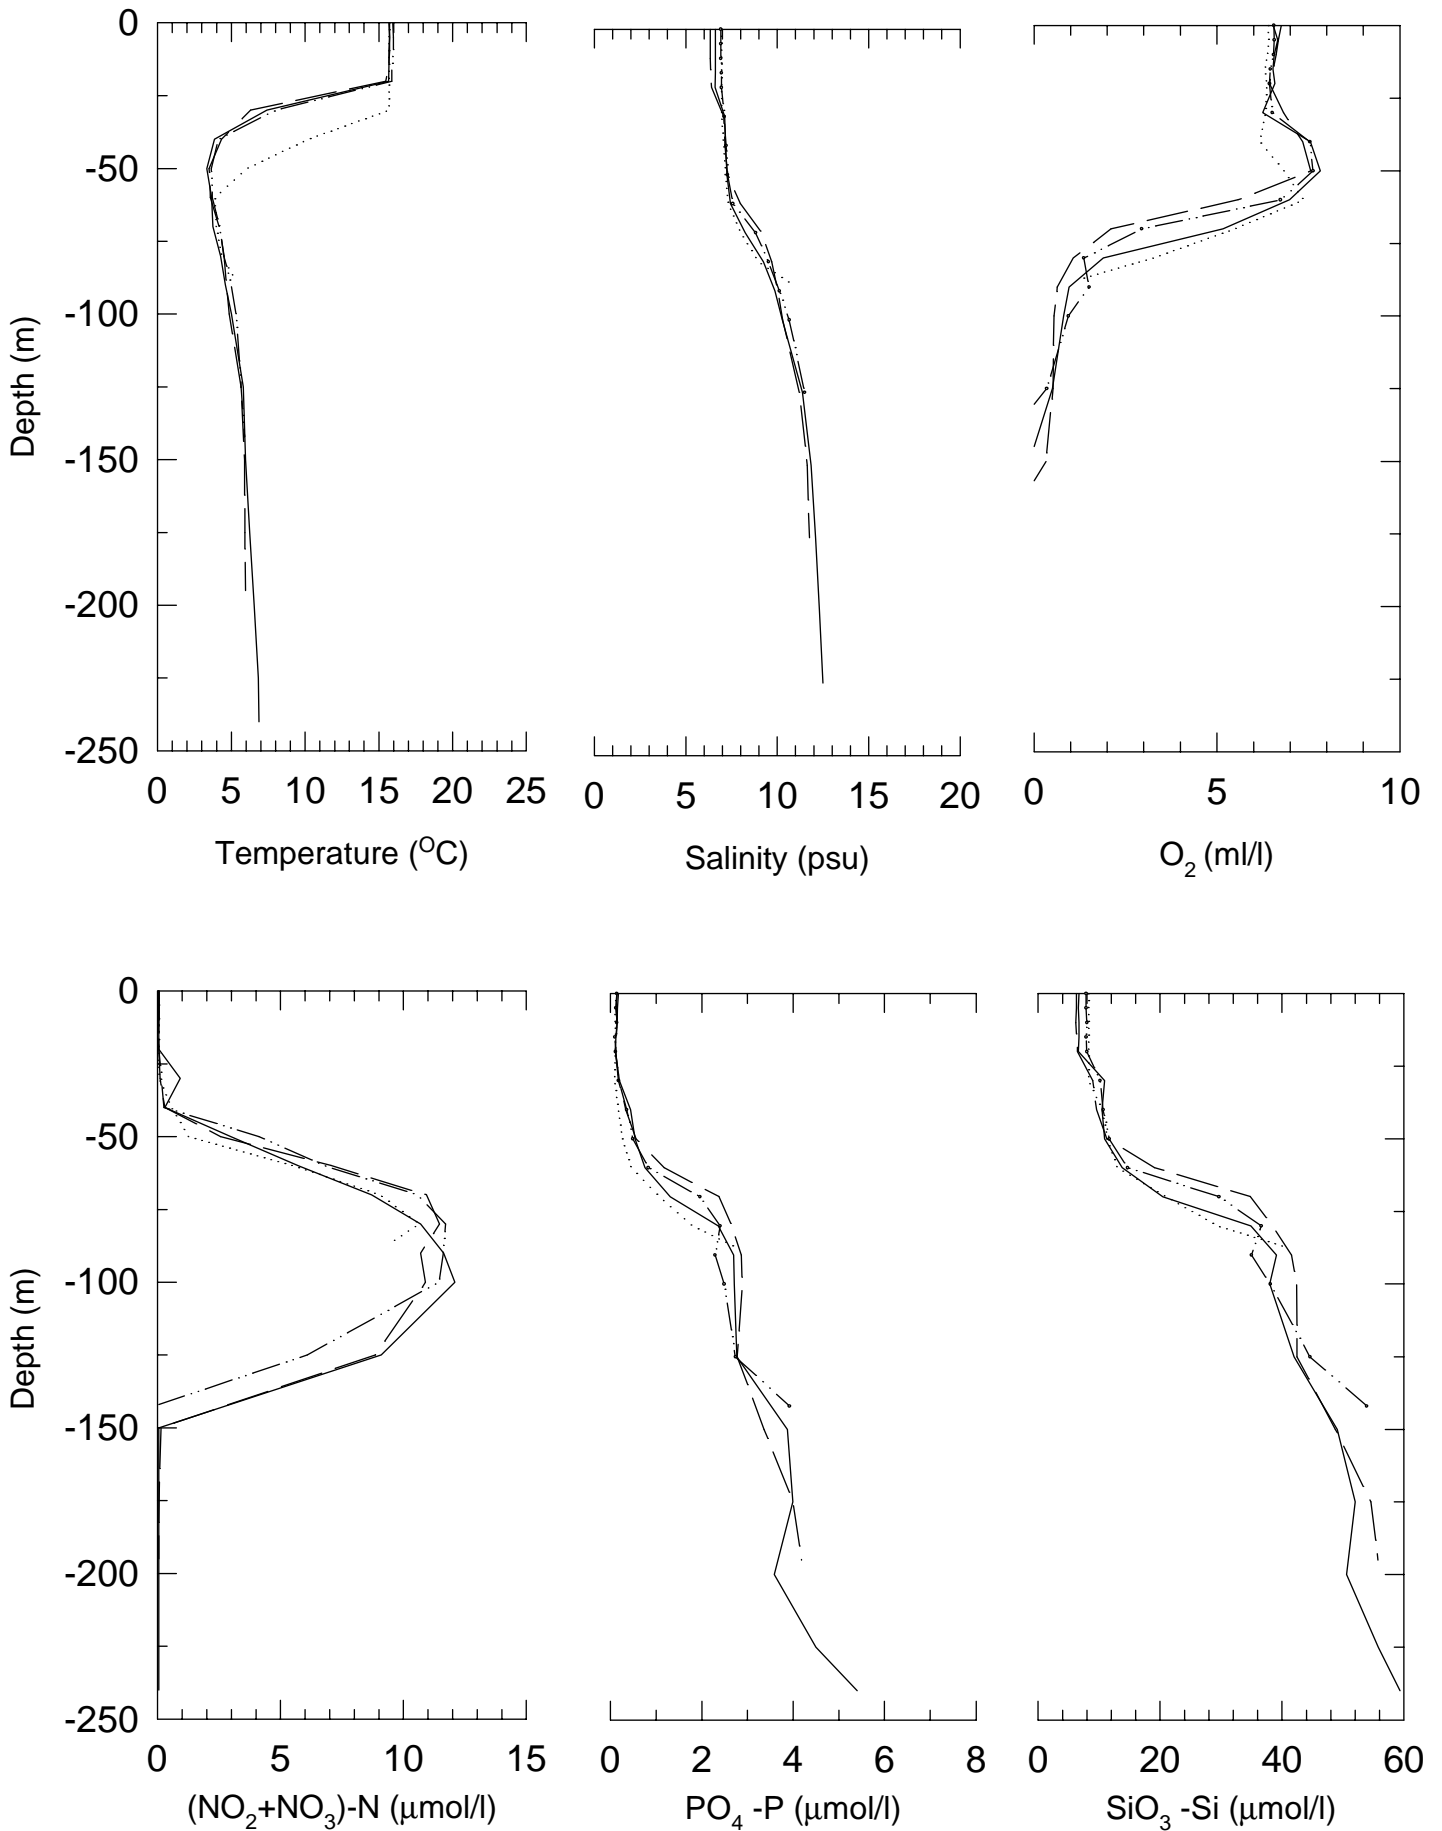 0
-50
-100
-150
-200
-250
Depth (m)
0 5 10 15 20 25
Temperature (ᴼC)
0 5 10 15 20
Salinity (psu)
0 5 10
O₂ (ml/l)
0
-50
-100
-150
-200
-250
Depth (m)
0 5 10 15
(NO₂+NO₃)-N (μmol/l)
0 2 4 6 8
PO₄ -P (μmol/l)
0 20 40 60
SiO₃ -Si (μmol/l)